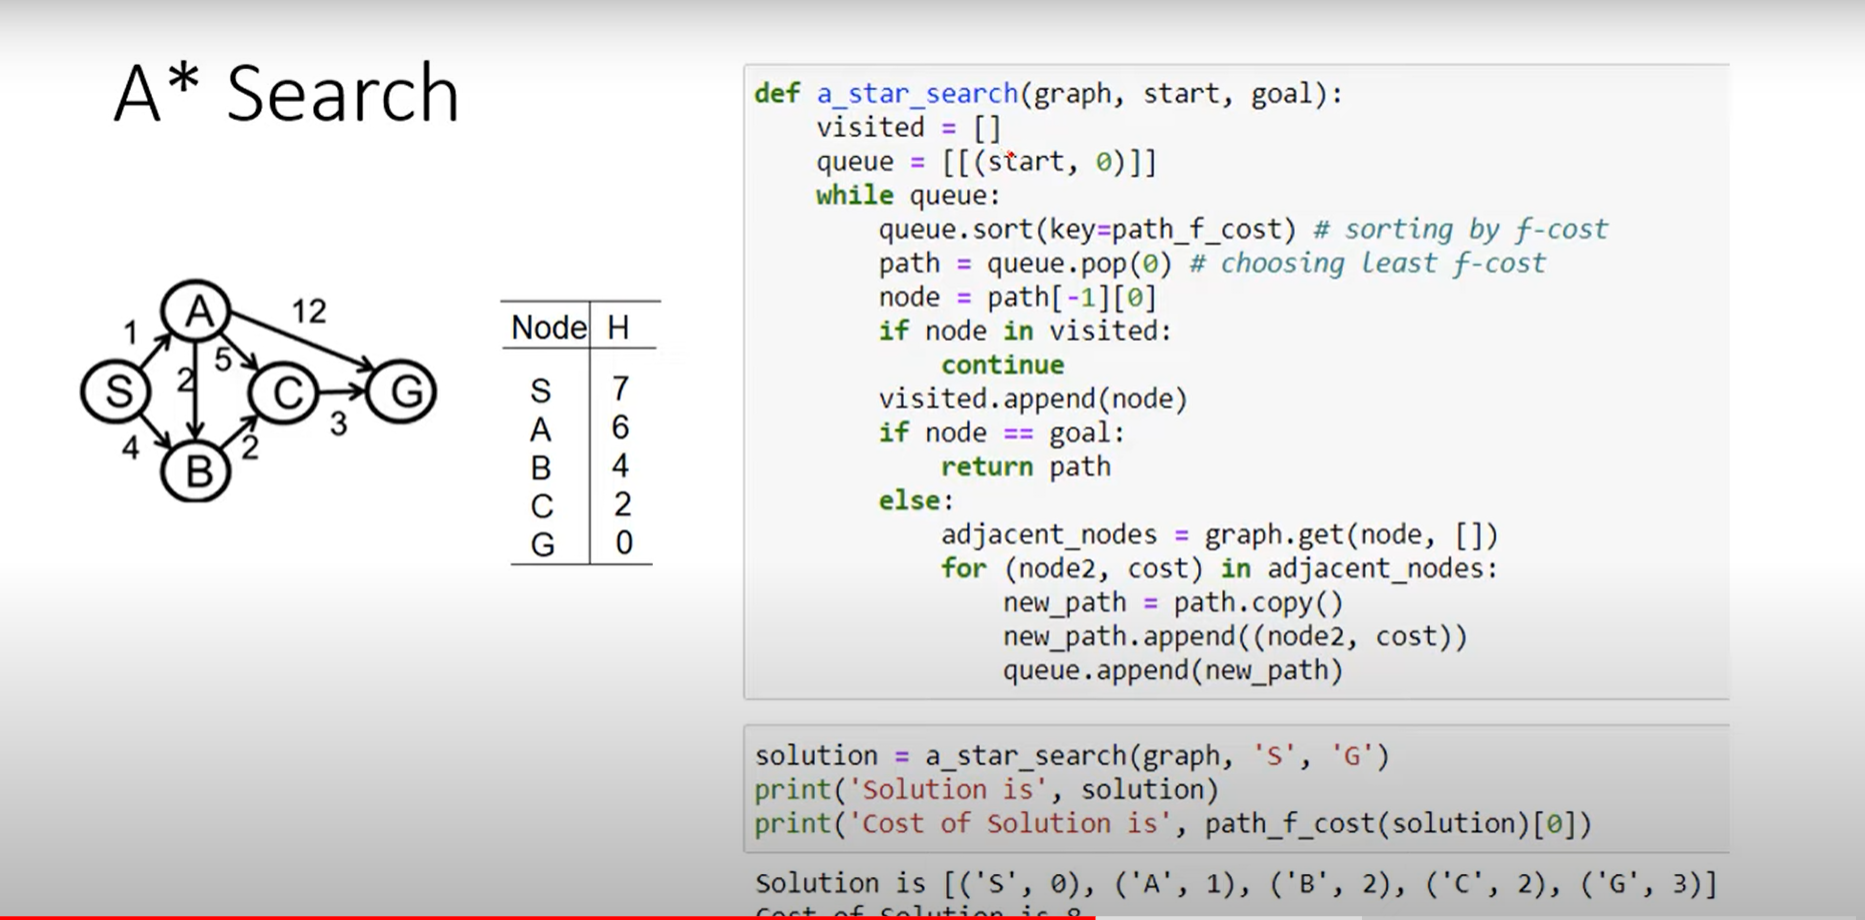 A* Search
def a_star_search(graph, start, goal):
    visited = []
    queue = [[(start, 0)]]
    while queue:
        queue.sort(key=path_f_cost) # sorting by f-cost
        path = queue.pop(0) # choosing least f-cost
        node = path[-1][0]
        if node in visited:
            continue
        visited.append(node)
        if node == goal:
            return path
        else:
            adjacent_nodes = graph.get(node, [])
            for (node2, cost) in adjacent_nodes:
                new_path = path.copy()
                new_path.append((node2, cost))
                queue.append(new_path)
A 12
1
5
S 2 C G
3
4 2
B
Node H
S 7
A 6
B 4
C 2
G 0
solution = a_star_search(graph, 'S', 'G')
print('Solution is', solution)
print('Cost of Solution is', path_f_cost(solution)[0])
Solution is [('S', 0), ('A', 1), ('B', 2), ('C', 2), ('G', 3)]
Cost of Solution is 8